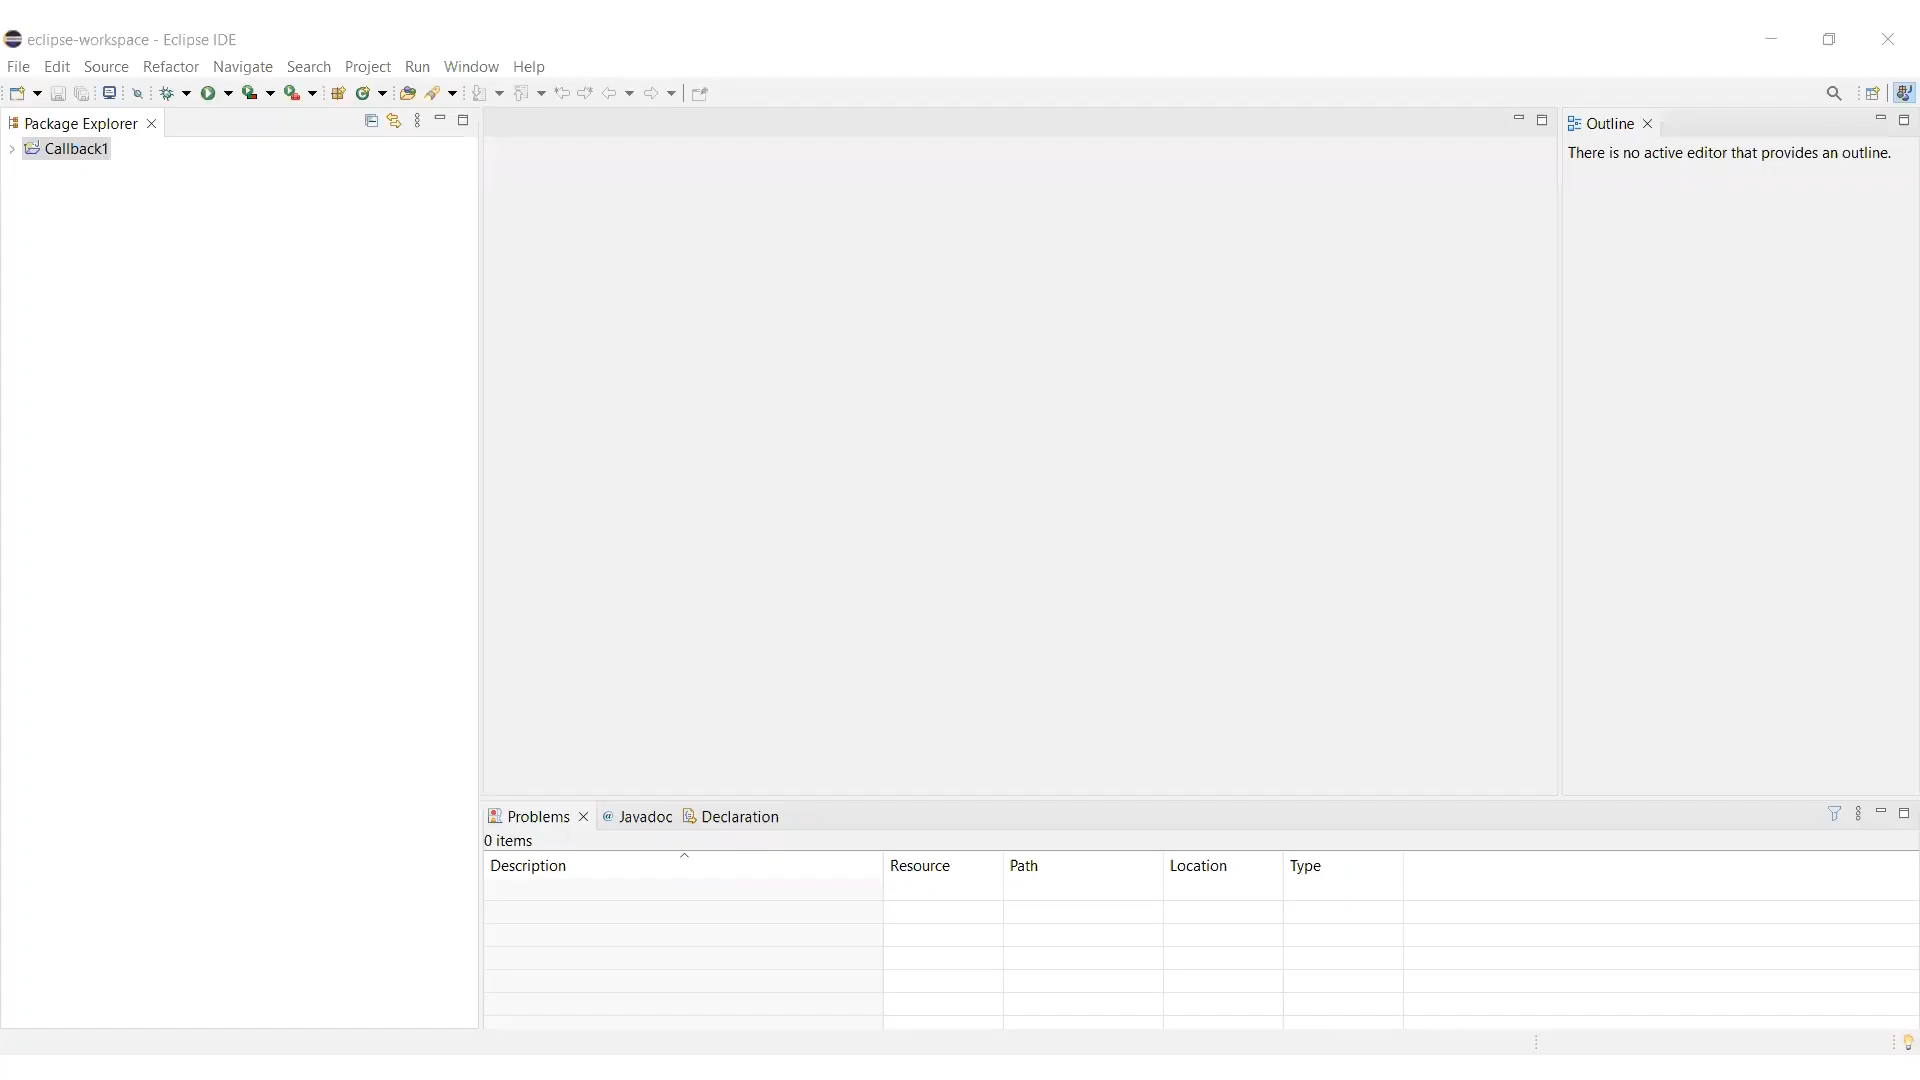 eclipse-workspace - Eclipse IDE
File Edit Source Refactor Navigate Search Project Run Window Help
Package Explorer
Callback1
Outline
There is no active editor that provides an outline.
Problems @ Javadoc Declaration
0 items
Description Resource Path Location Type